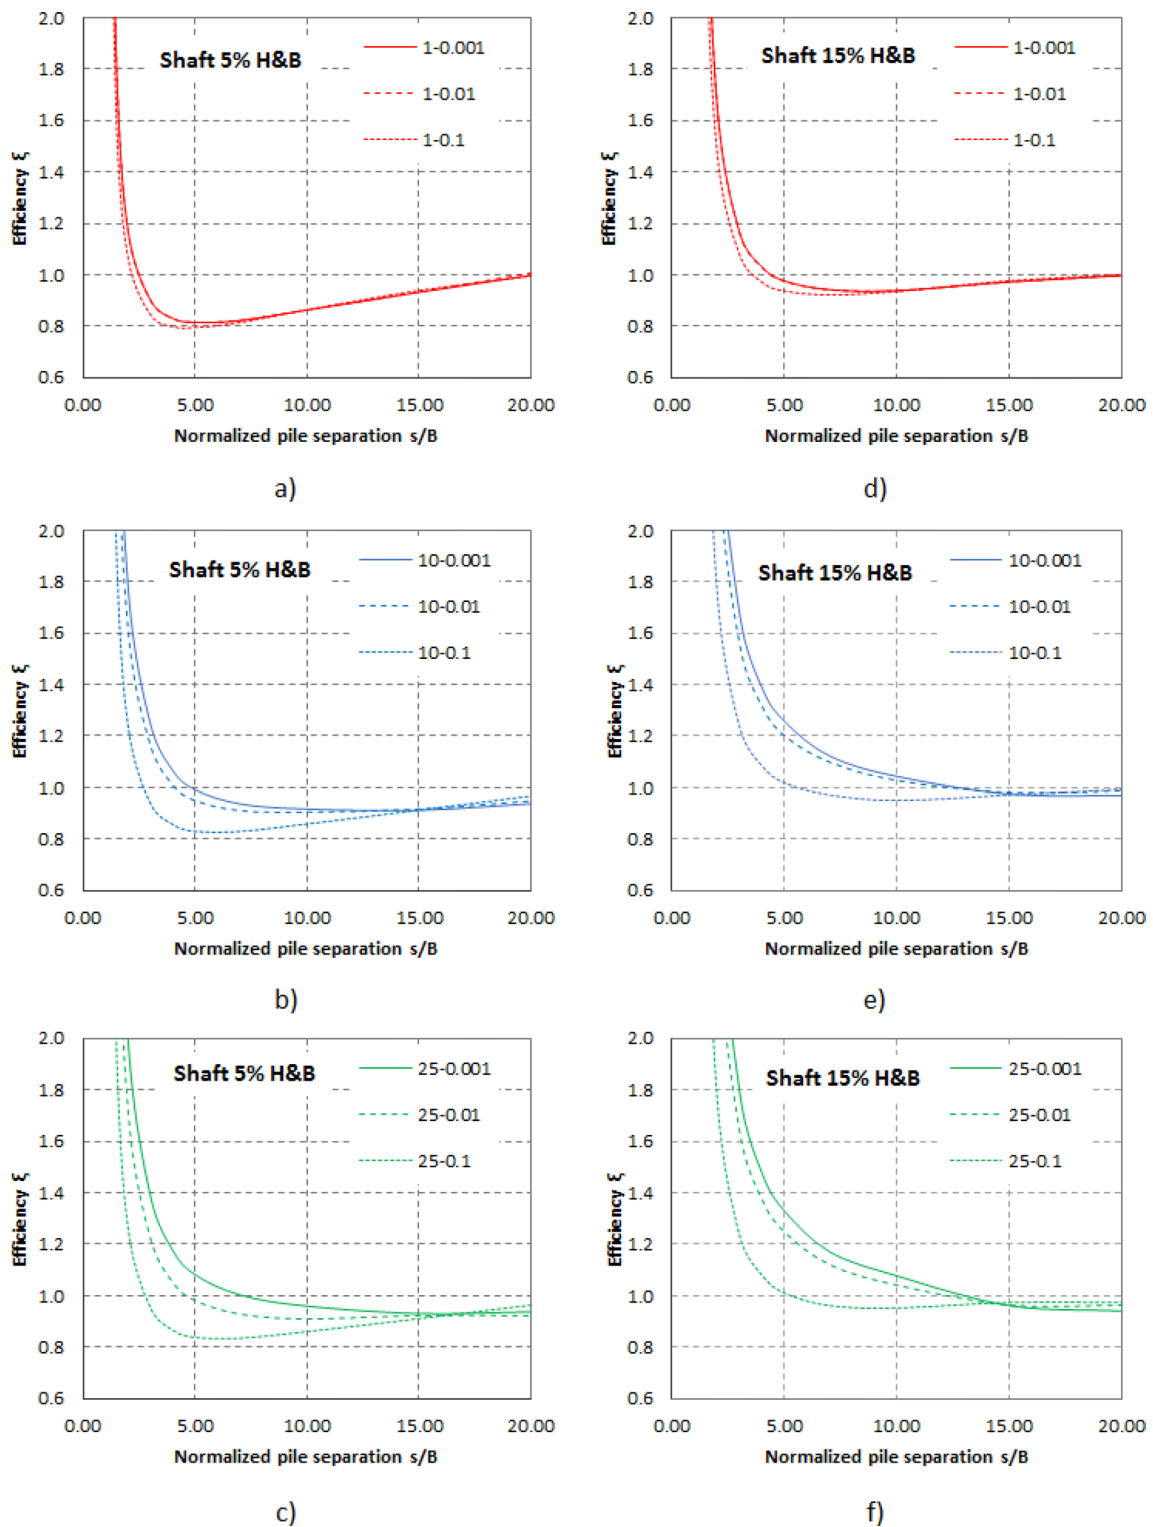 2.0
1.8
1.6
1.4
1.2
1.0
0.8
0.6
Efficiency ξ
Shaft 5% H&B
1-0.001
1-0.01
1-0.1
0.00 5.00 10.00 15.00 20.00
Normalized pile separation s/B
a)
2.0
1.8
1.6
1.4
1.2
1.0
0.8
0.6
Efficiency ξ
Shaft 15% H&B
1-0.001
1-0.01
1-0.1
0.00 5.00 10.00 15.00 20.00
Normalized pile separation s/B
d)
2.0
1.8
1.6
1.4
1.2
1.0
0.8
0.6
Efficiency ξ
Shaft 5% H&B
10-0.001
10-0.01
10-0.1
0.00 5.00 10.00 15.00 20.00
Normalized pile separation s/B
b)
2.0
1.8
1.6
1.4
1.2
1.0
0.8
0.6
Efficiency ξ
Shaft 15% H&B
10-0.001
10-0.01
10-0.1
0.00 5.00 10.00 15.00 20.00
Normalized pile separation s/B
e)
2.0
1.8
1.6
1.4
1.2
1.0
0.8
0.6
Efficiency ξ
Shaft 5% H&B
25-0.001
25-0.01
25-0.1
0.00 5.00 10.00 15.00 20.00
Normalized pile separation s/B
c)
2.0
1.8
1.6
1.4
1.2
1.0
0.8
0.6
Efficiency ξ
Shaft 15% H&B
25-0.001
25-0.01
25-0.1
0.00 5.00 10.00 15.00 20.00
Normalized pile separation s/B
f)